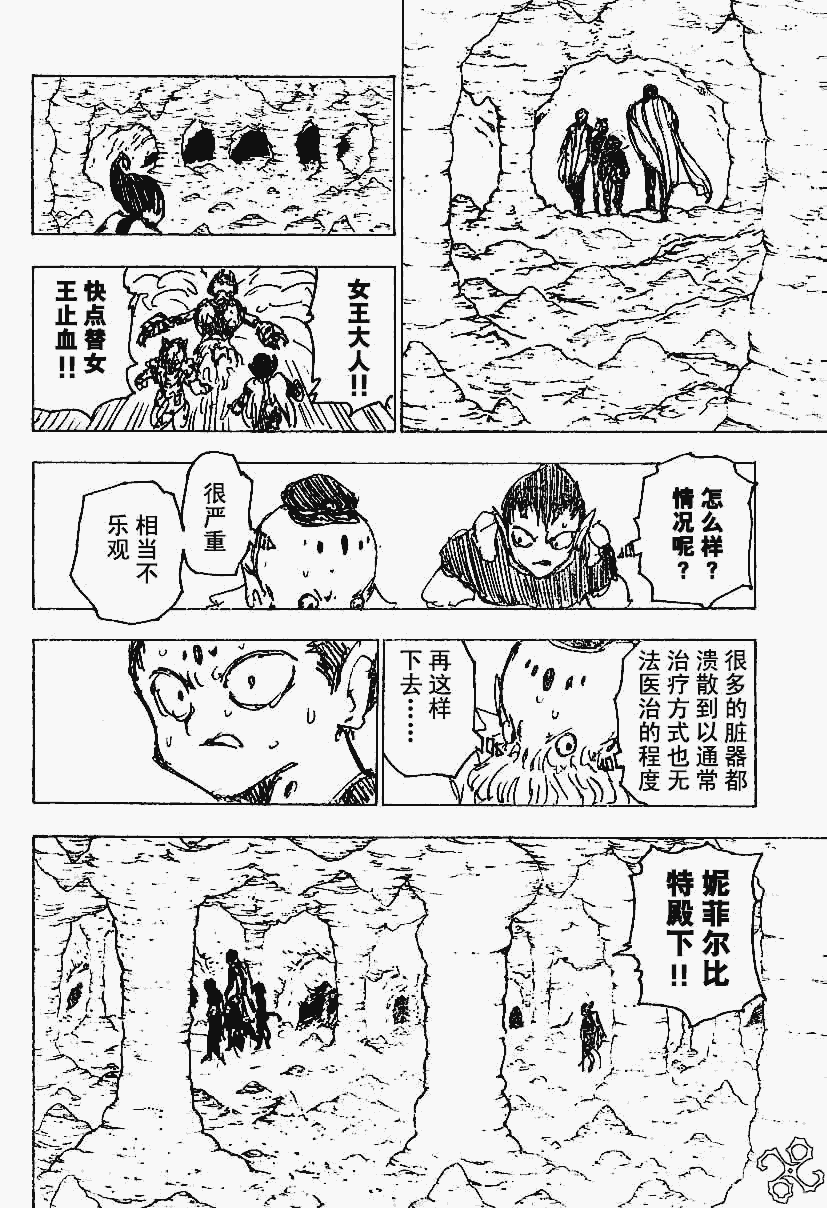 女王大人!!
快点替女
王止血!!
怎么样?
情况呢?
很严重
相当不
乐观
很多的脏器都
溃散到以通常
治疗方式也无
法医治的程度
再这样
下去……
妮菲尔比
特殿下!!